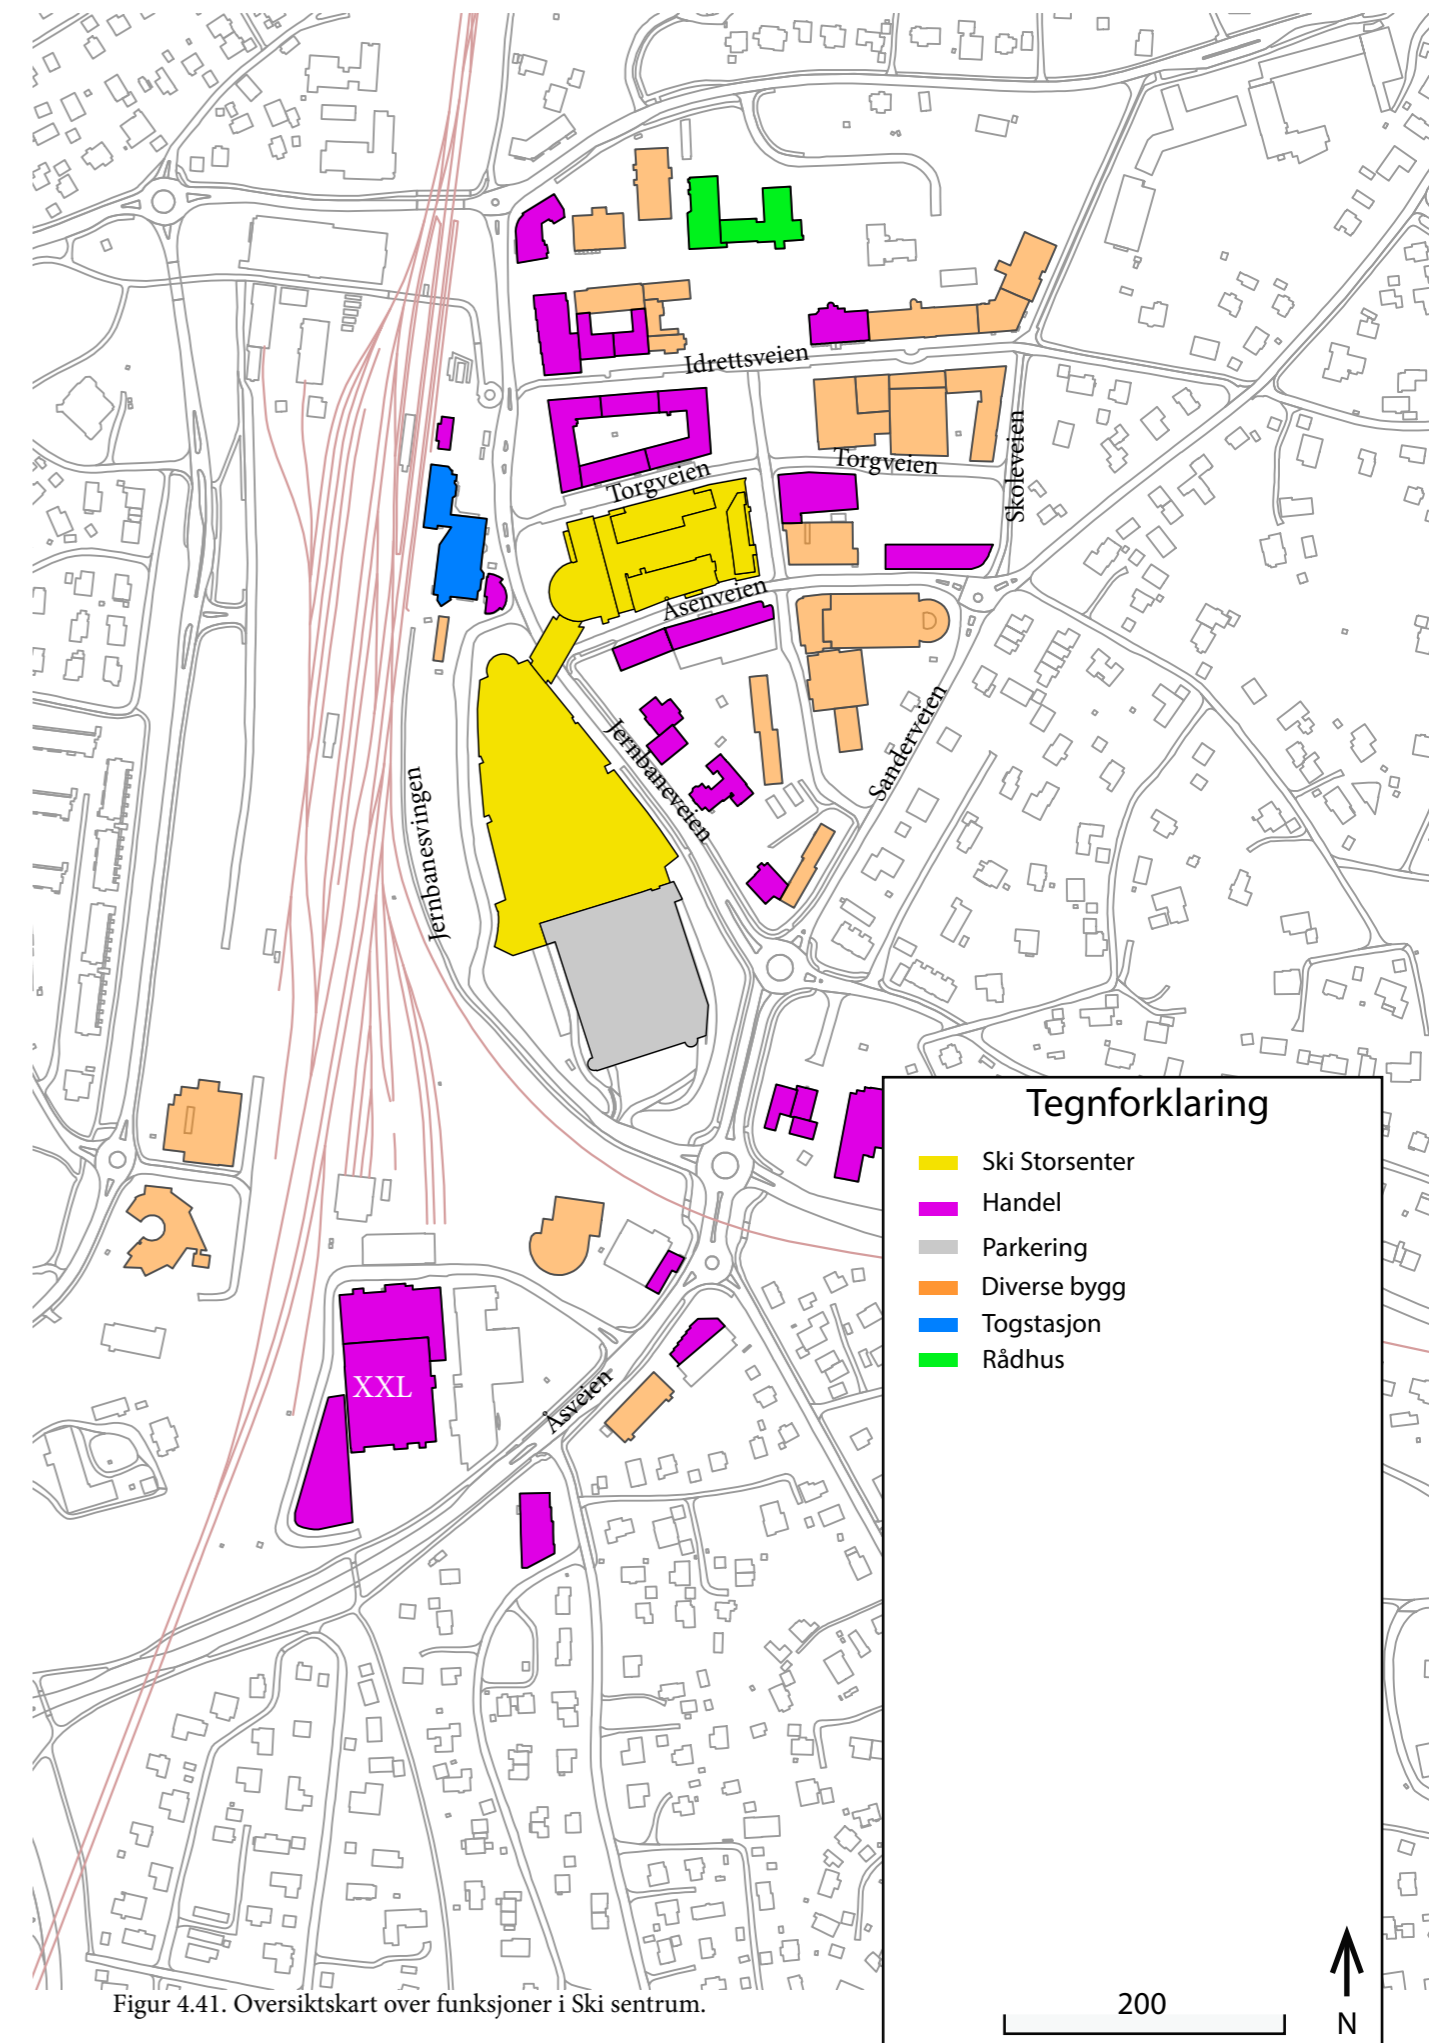 Idrettsveien
Torgveien
Torgveien
Skoleveien
Åsenveien
Jernbaneveien
Sanderveien
Jernbanesvingen
XXL
Åsveien
Tegnforklaring
Ski Storsenter
Handel
Parkering
Diverse bygg
Togstasjon
Rådhus
200
N
Figur 4.41. Oversiktskart over funksjoner i Ski sentrum.